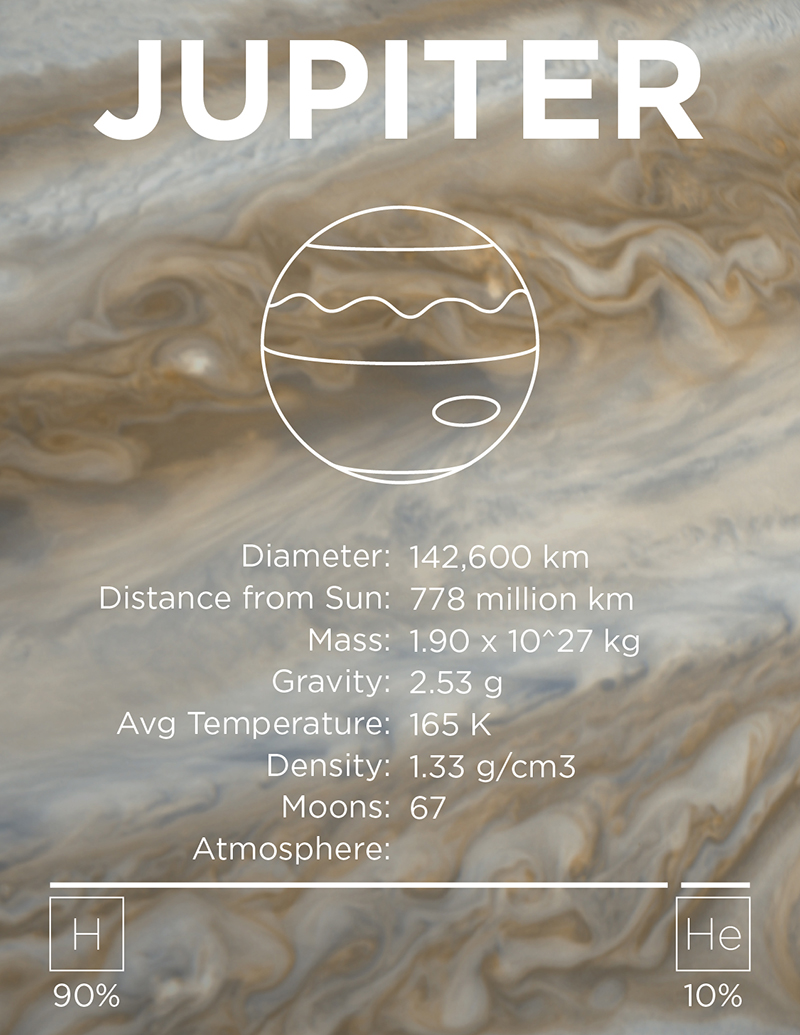 JUPITER
Diameter: 142,600 km
Distance from Sun: 778 million km
Mass: 1.90 x 10^27 kg
Gravity: 2.53 g
Avg Temperature: 165 K
Density: 1.33 g/cm3
Moons: 67
Atmosphere:
H He
90% 10%